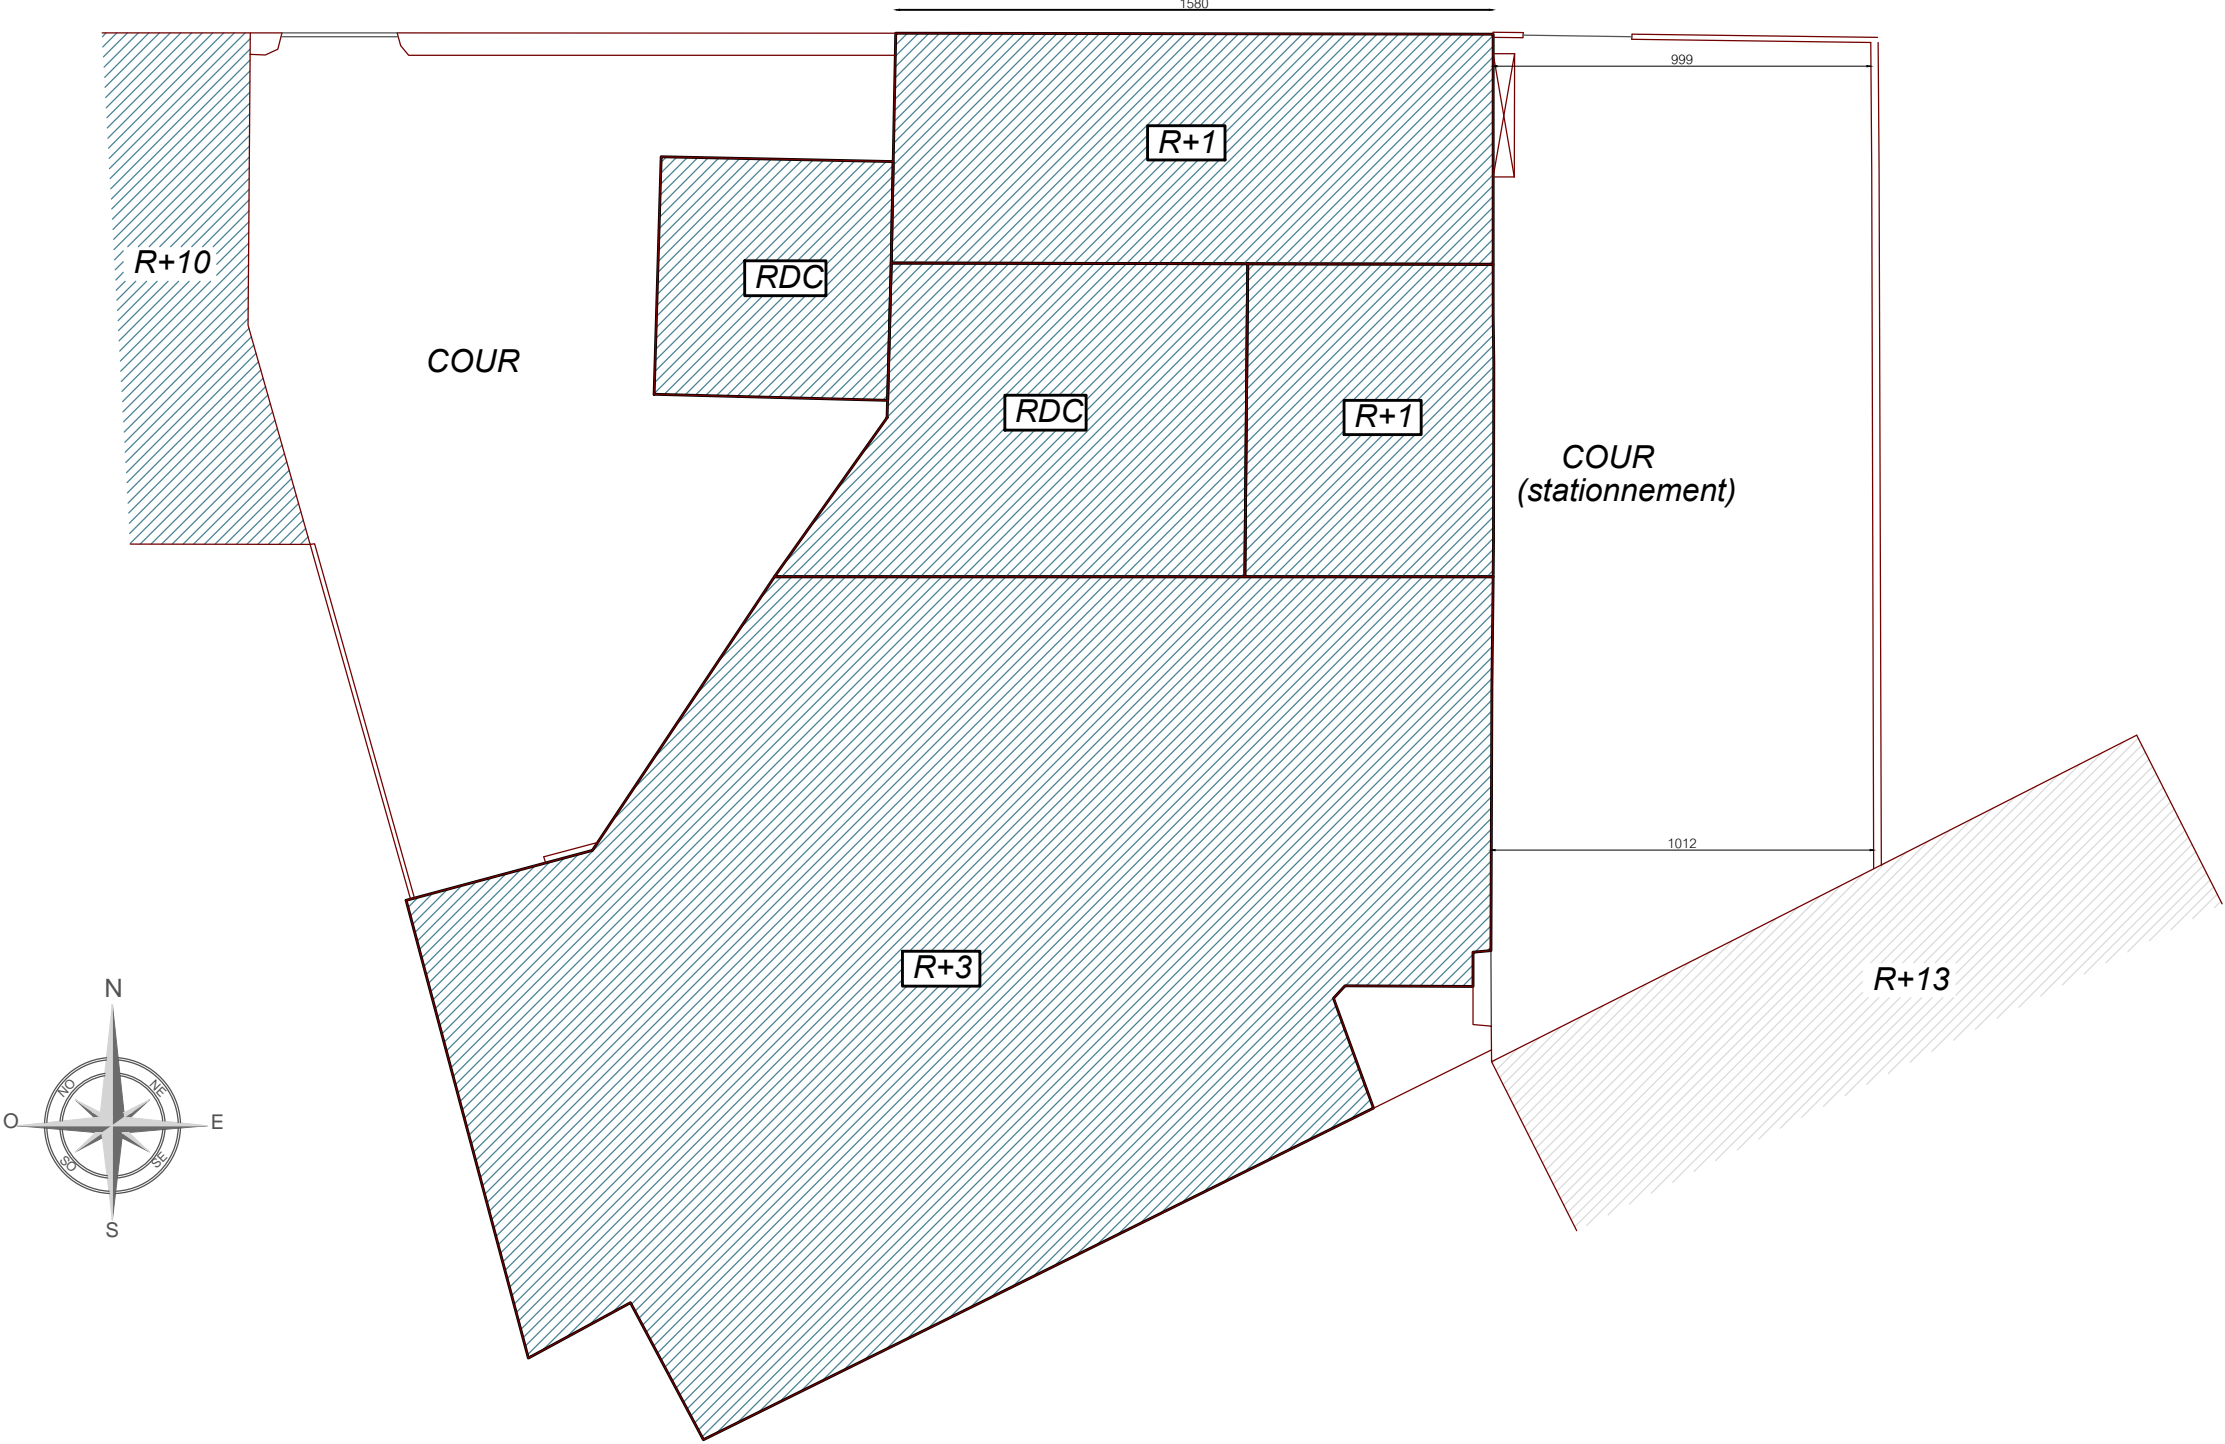 1580
999
R+1
R+10
RDC
COUR
RDC
R+1
COUR
(stationnement)
1012
R+3
R+13
N
NO
NE
O
E
SO
SE
S